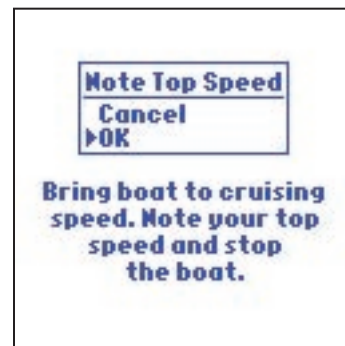 Note Top Speed
Cancel
▶OK
Bring boat to cruising
speed. Note your top
speed and stop
the boat.